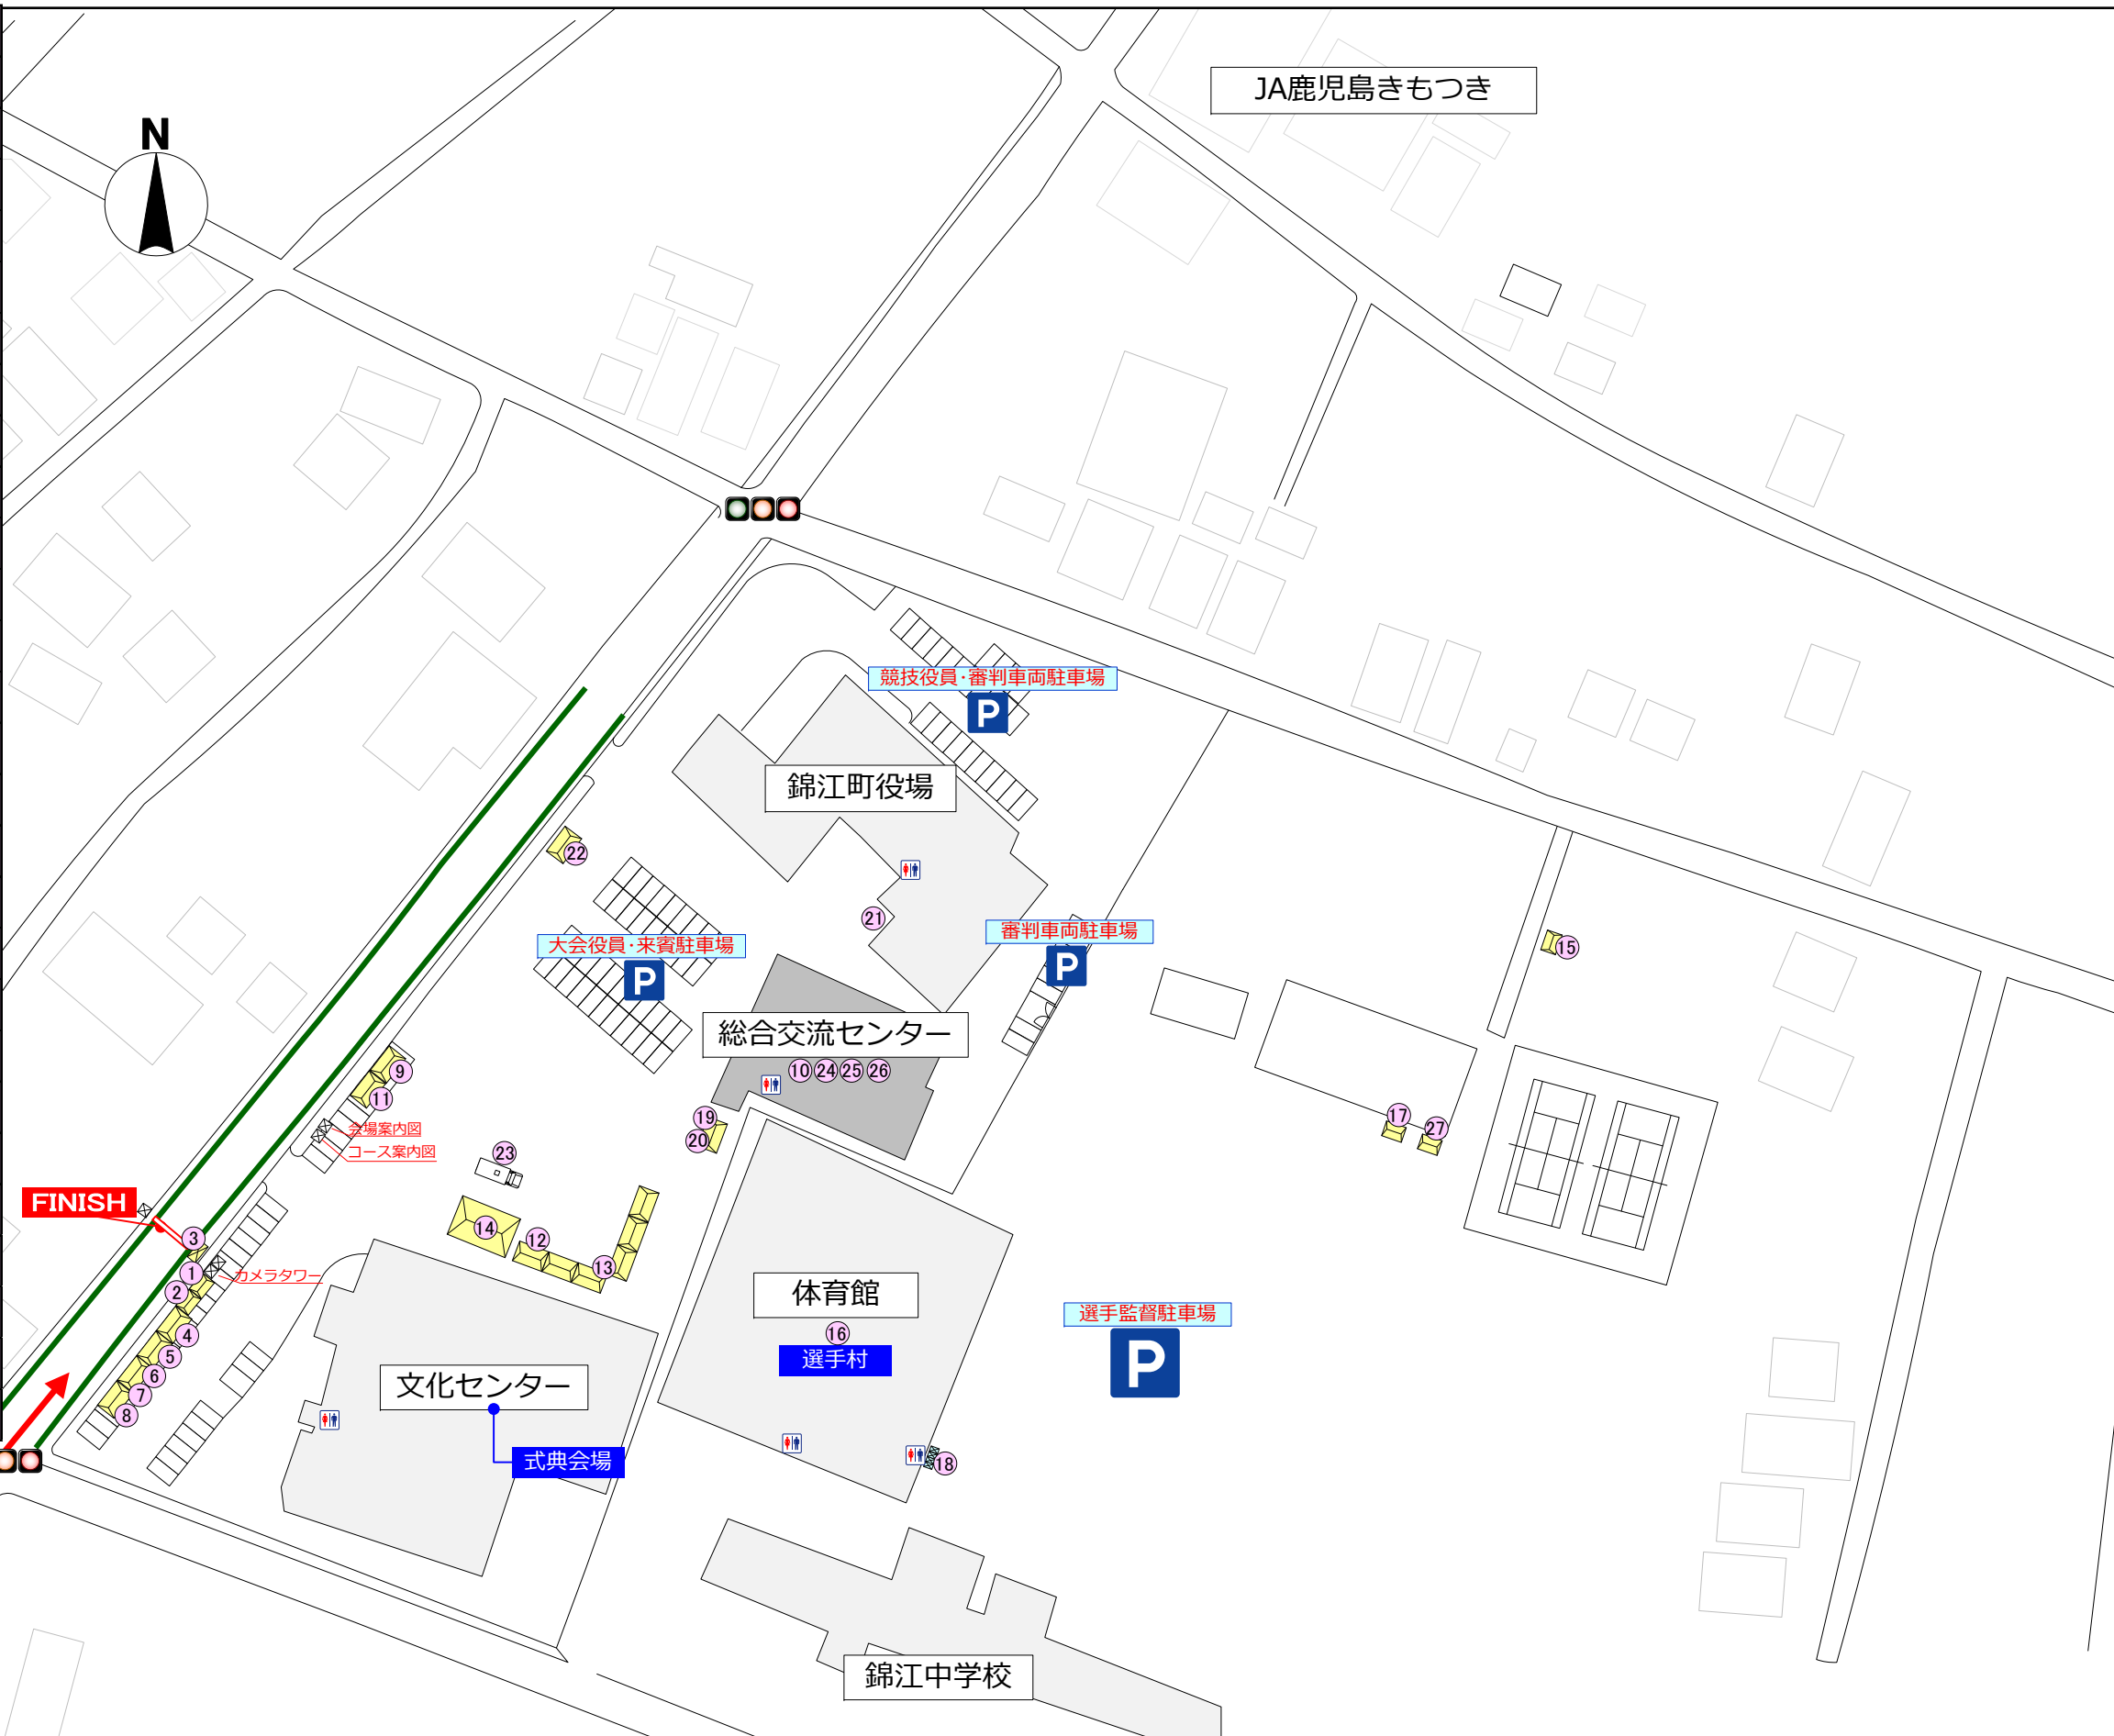 JA鹿児島きもつき
N
競技役員・審判車両駐車場
P
錦江町役場
22
21
審判車両駐車場
P
大会役員・来賓駐車場
P
15
総合交流センター
10 24 25 26
9
11
19
20
17
27
会場案内図
コース案内図
23
FINISH
3
14
12
13
1
カメラタワー
2
4
5
6
7
8
体育館
16
選手村
選手監督駐車場
P
文化センター
式典会場
18
錦江中学校